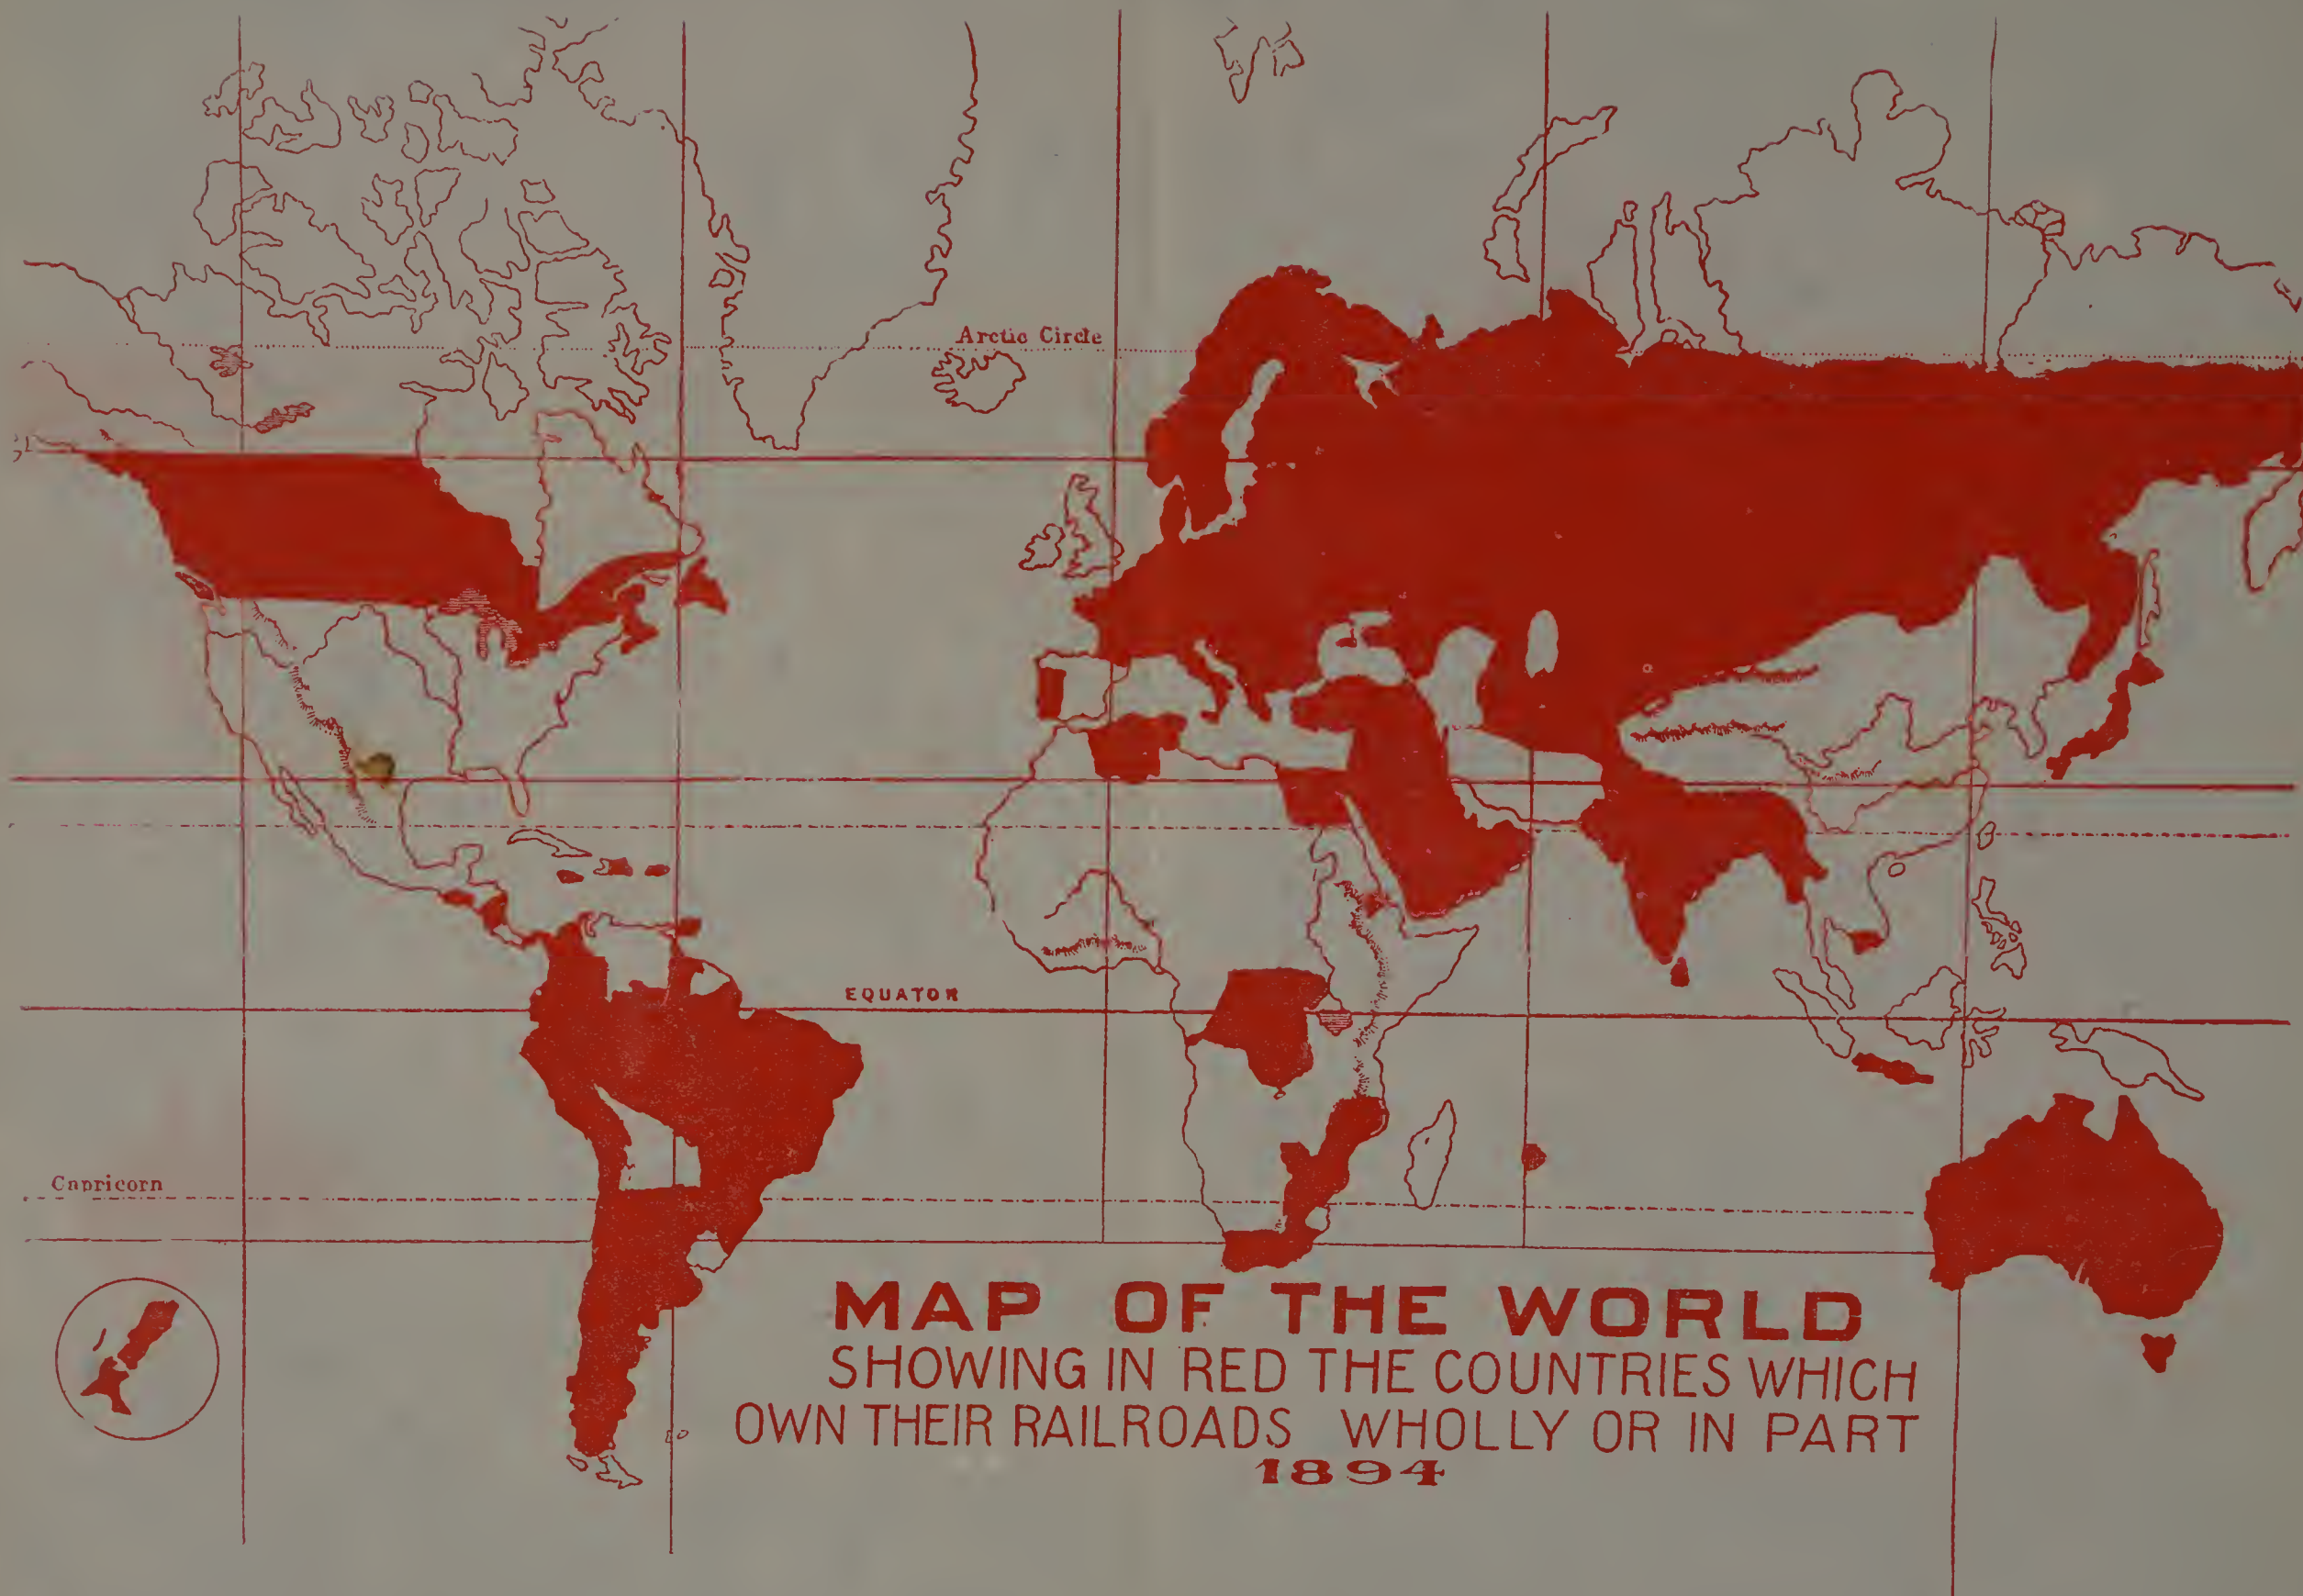 Arctic Circle
EQUATOR
Capricorn
MAP OF THE WORLD
SHOWING IN RED THE COUNTRIES WHICH
OWN THEIR RAILROADS WHOLLY OR IN PART
1894